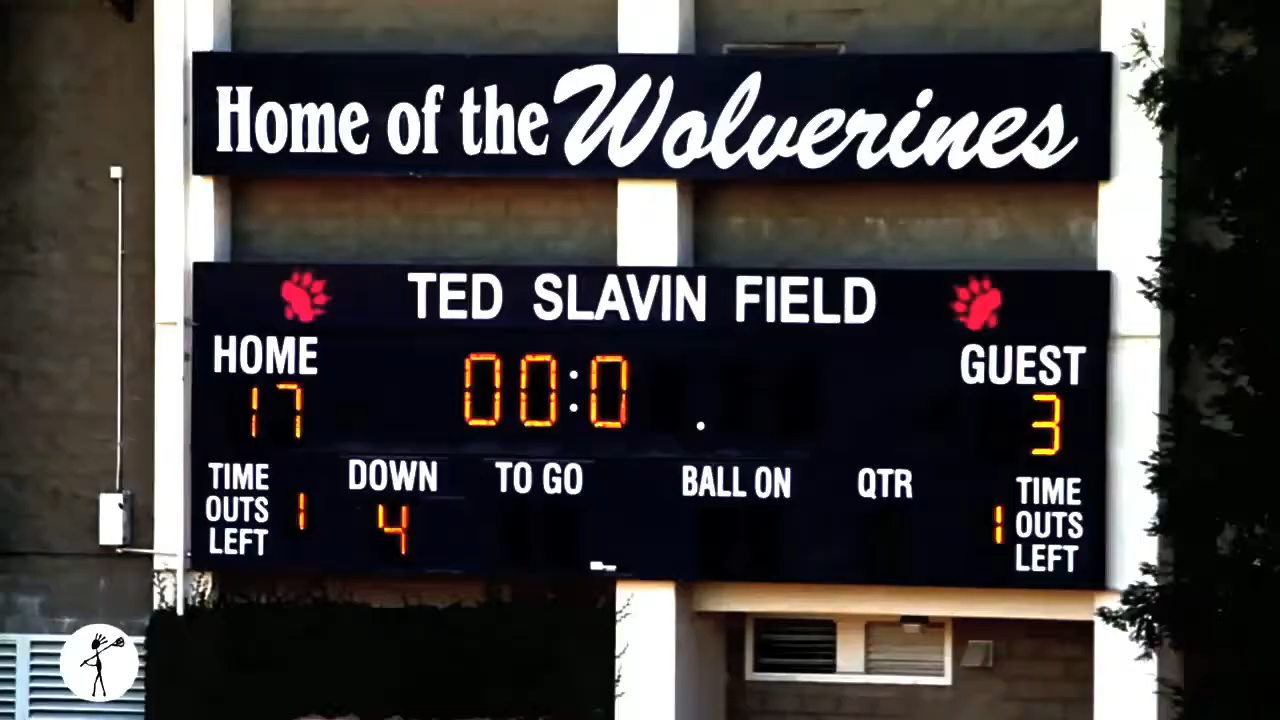 Home of the Wolverines
TED SLAVIN FIELD
HOME
GUEST
17
00:0 .
3
TIME OUTS LEFT
1
DOWN
4
TO GO
BALL ON
QTR
1
TIME OUTS LEFT